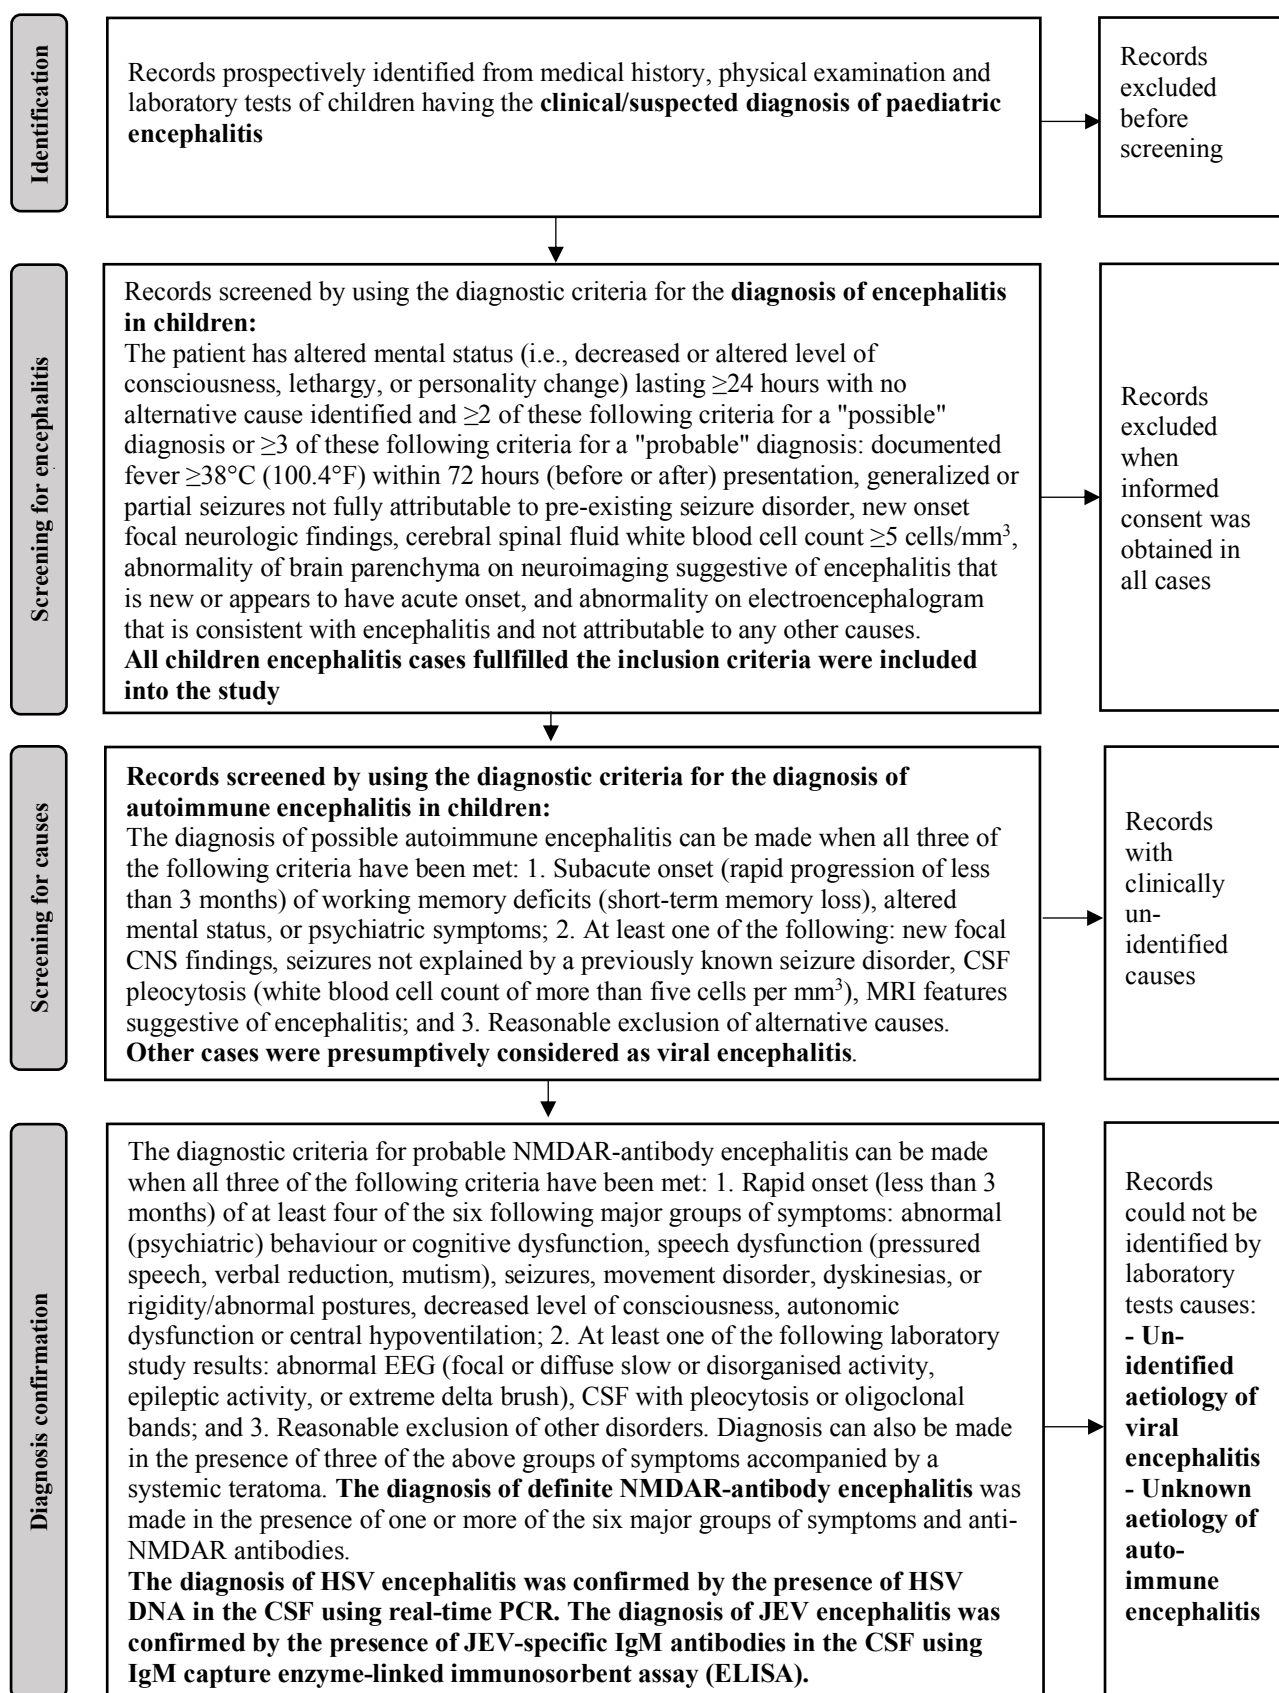 Identification
Records prospectively identified from medical history, physical examination and
laboratory tests of children having the clinical/suspected diagnosis of paediatric
encephalitis
Records
excluded
before
screening
Screening for encephalitis
Records screened by using the diagnostic criteria for the diagnosis of encephalitis
in children:
The patient has altered mental status (i.e., decreased or altered level of
consciousness, lethargy, or personality change) lasting ≥24 hours with no
alternative cause identified and ≥2 of these following criteria for a "possible"
diagnosis or ≥3 of these following criteria for a "probable" diagnosis: documented
fever ≥38°C (100.4°F) within 72 hours (before or after) presentation, generalized or
partial seizures not fully attributable to pre-existing seizure disorder, new onset
focal neurologic findings, cerebral spinal fluid white blood cell count ≥5 cells/mm³,
abnormality of brain parenchyma on neuroimaging suggestive of encephalitis that
is new or appears to have acute onset, and abnormality on electroencephalogram
that is consistent with encephalitis and not attributable to any other causes.
All children encephalitis cases fullfilled the inclusion criteria were included
into the study
Records
excluded
when
informed
consent was
obtained in
all cases
Screening for causes
Records screened by using the diagnostic criteria for the diagnosis of
autoimmune encephalitis in children:
The diagnosis of possible autoimmune encephalitis can be made when all three of
the following criteria have been met: 1. Subacute onset (rapid progression of less
than 3 months) of working memory deficits (short-term memory loss), altered
mental status, or psychiatric symptoms; 2. At least one of the following: new focal
CNS findings, seizures not explained by a previously known seizure disorder, CSF
pleocytosis (white blood cell count of more than five cells per mm³), MRI features
suggestive of encephalitis; and 3. Reasonable exclusion of alternative causes.
Other cases were presumptively considered as viral encephalitis.
Records
with
clinically
un-
identified
causes
Diagnosis confirmation
The diagnostic criteria for probable NMDAR-antibody encephalitis can be made
when all three of the following criteria have been met: 1. Rapid onset (less than 3
months) of at least four of the six following major groups of symptoms: abnormal
(psychiatric) behaviour or cognitive dysfunction, speech dysfunction (pressured
speech, verbal reduction, mutism), seizures, movement disorder, dyskinesias, or
rigidity/abnormal postures, decreased level of consciousness, autonomic
dysfunction or central hypoventilation; 2. At least one of the following laboratory
study results: abnormal EEG (focal or diffuse slow or disorganised activity,
epileptic activity, or extreme delta brush), CSF with pleocytosis or oligoclonal
bands; and 3. Reasonable exclusion of other disorders. Diagnosis can also be made
in the presence of three of the above groups of symptoms accompanied by a
systemic teratoma. The diagnosis of definite NMDAR-antibody encephalitis was
made in the presence of one or more of the six major groups of symptoms and anti-
NMDAR antibodies.
The diagnosis of HSV encephalitis was confirmed by the presence of HSV
DNA in the CSF using real-time PCR. The diagnosis of JEV encephalitis was
confirmed by the presence of JEV-specific IgM antibodies in the CSF using
IgM capture enzyme-linked immunosorbent assay (ELISA).
Records
could not be
identified by
laboratory
tests causes:
- Un-
identified
aetiology of
viral
encephalitis
- Unknown
aetiology of
auto-
immune
encephalitis